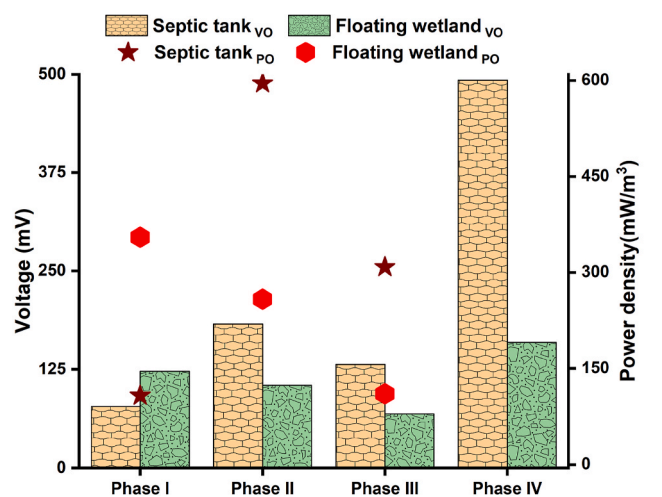 Septic tank VO Floating wetland VO
Septic tank PO Floating wetland PO
500
375
250
125
0
Voltage (mV)
600
450
300
150
0
Power density(mW/m³)
Phase I Phase II Phase III Phase IV